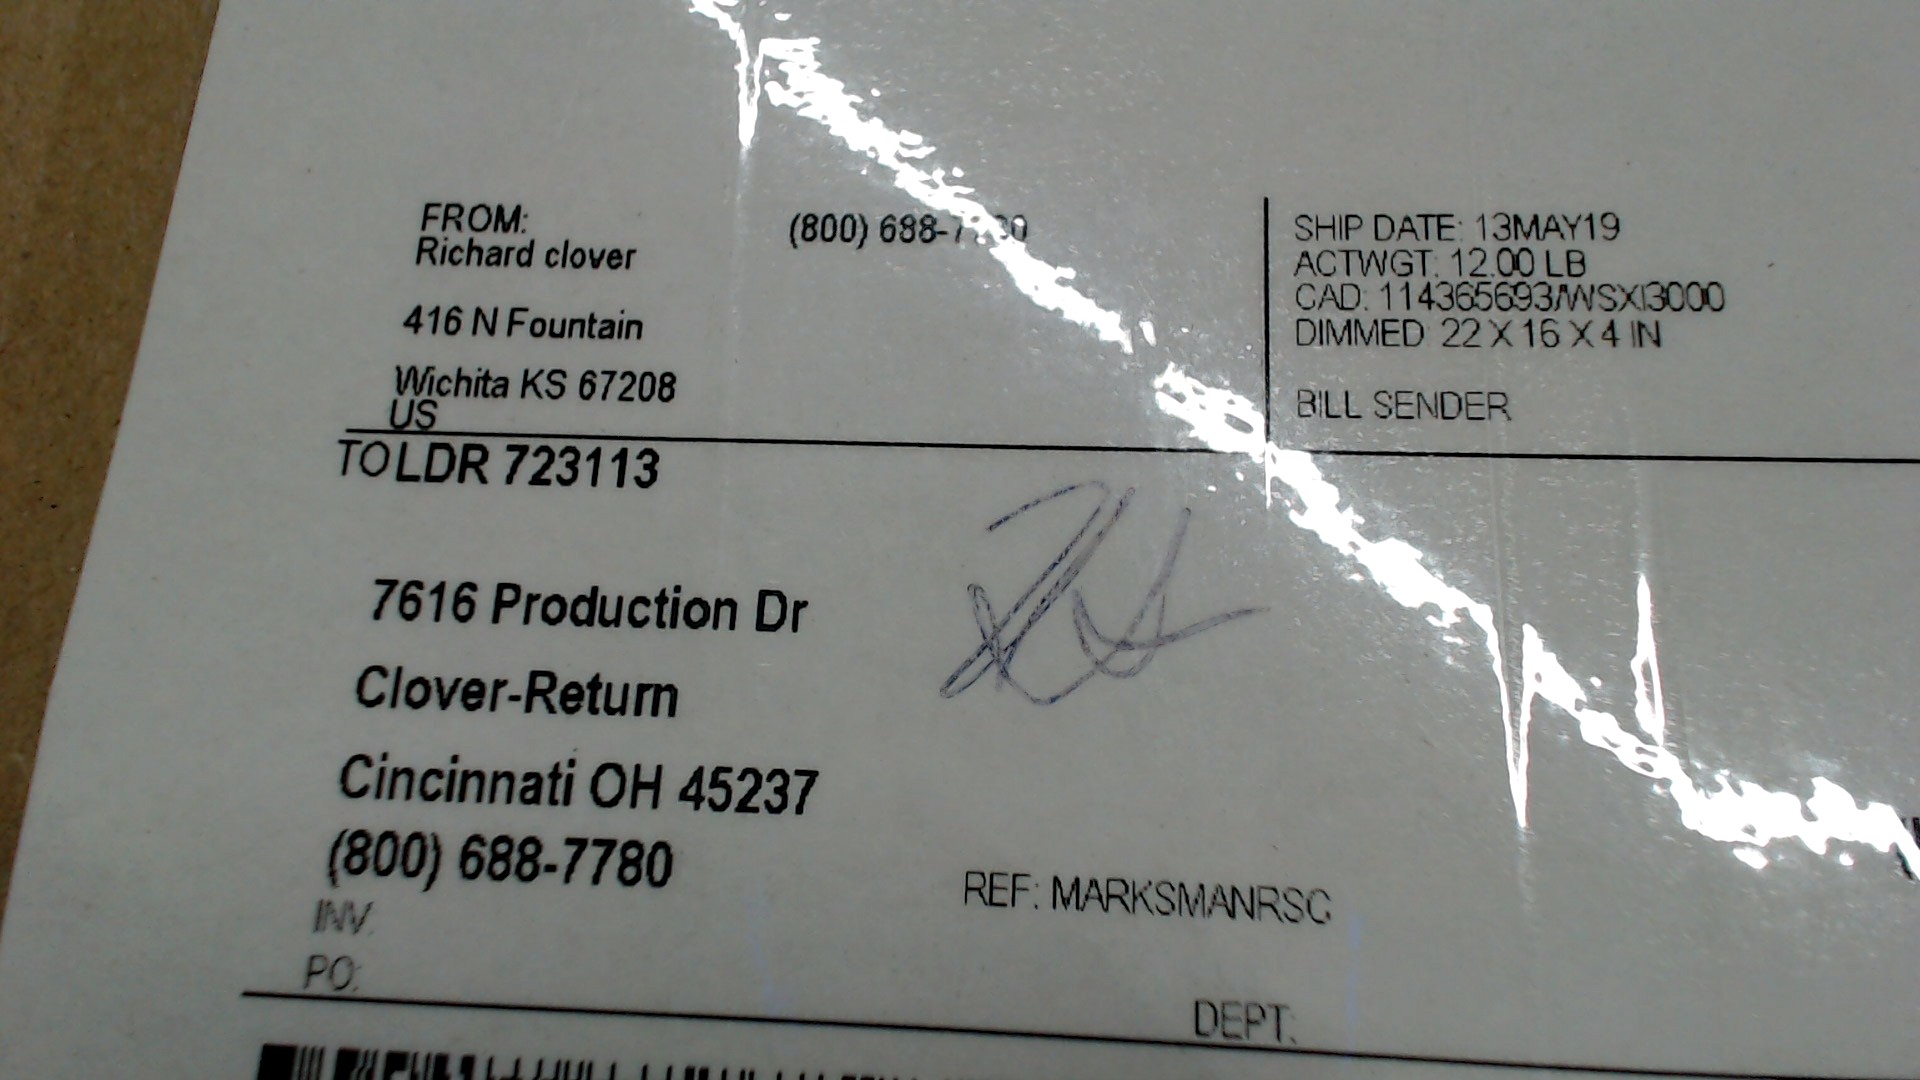 FROM:
Richard clover
(800) 688-
416 N Fountain
Wichita KS 67208
US
SHIP DATE: 13MAY19
ACTWGT: 12.00 LB
CAD: 114365693/WSXI3000
DIMMED: 22 X 16 X 4 IN
BILL SENDER
TO LDR 723113
7616 Production Dr
Clover-Return
Cincinnati OH 45237
(800) 688-7780
INV:
PO:
REF: MARKSMANRSC
DEPT: